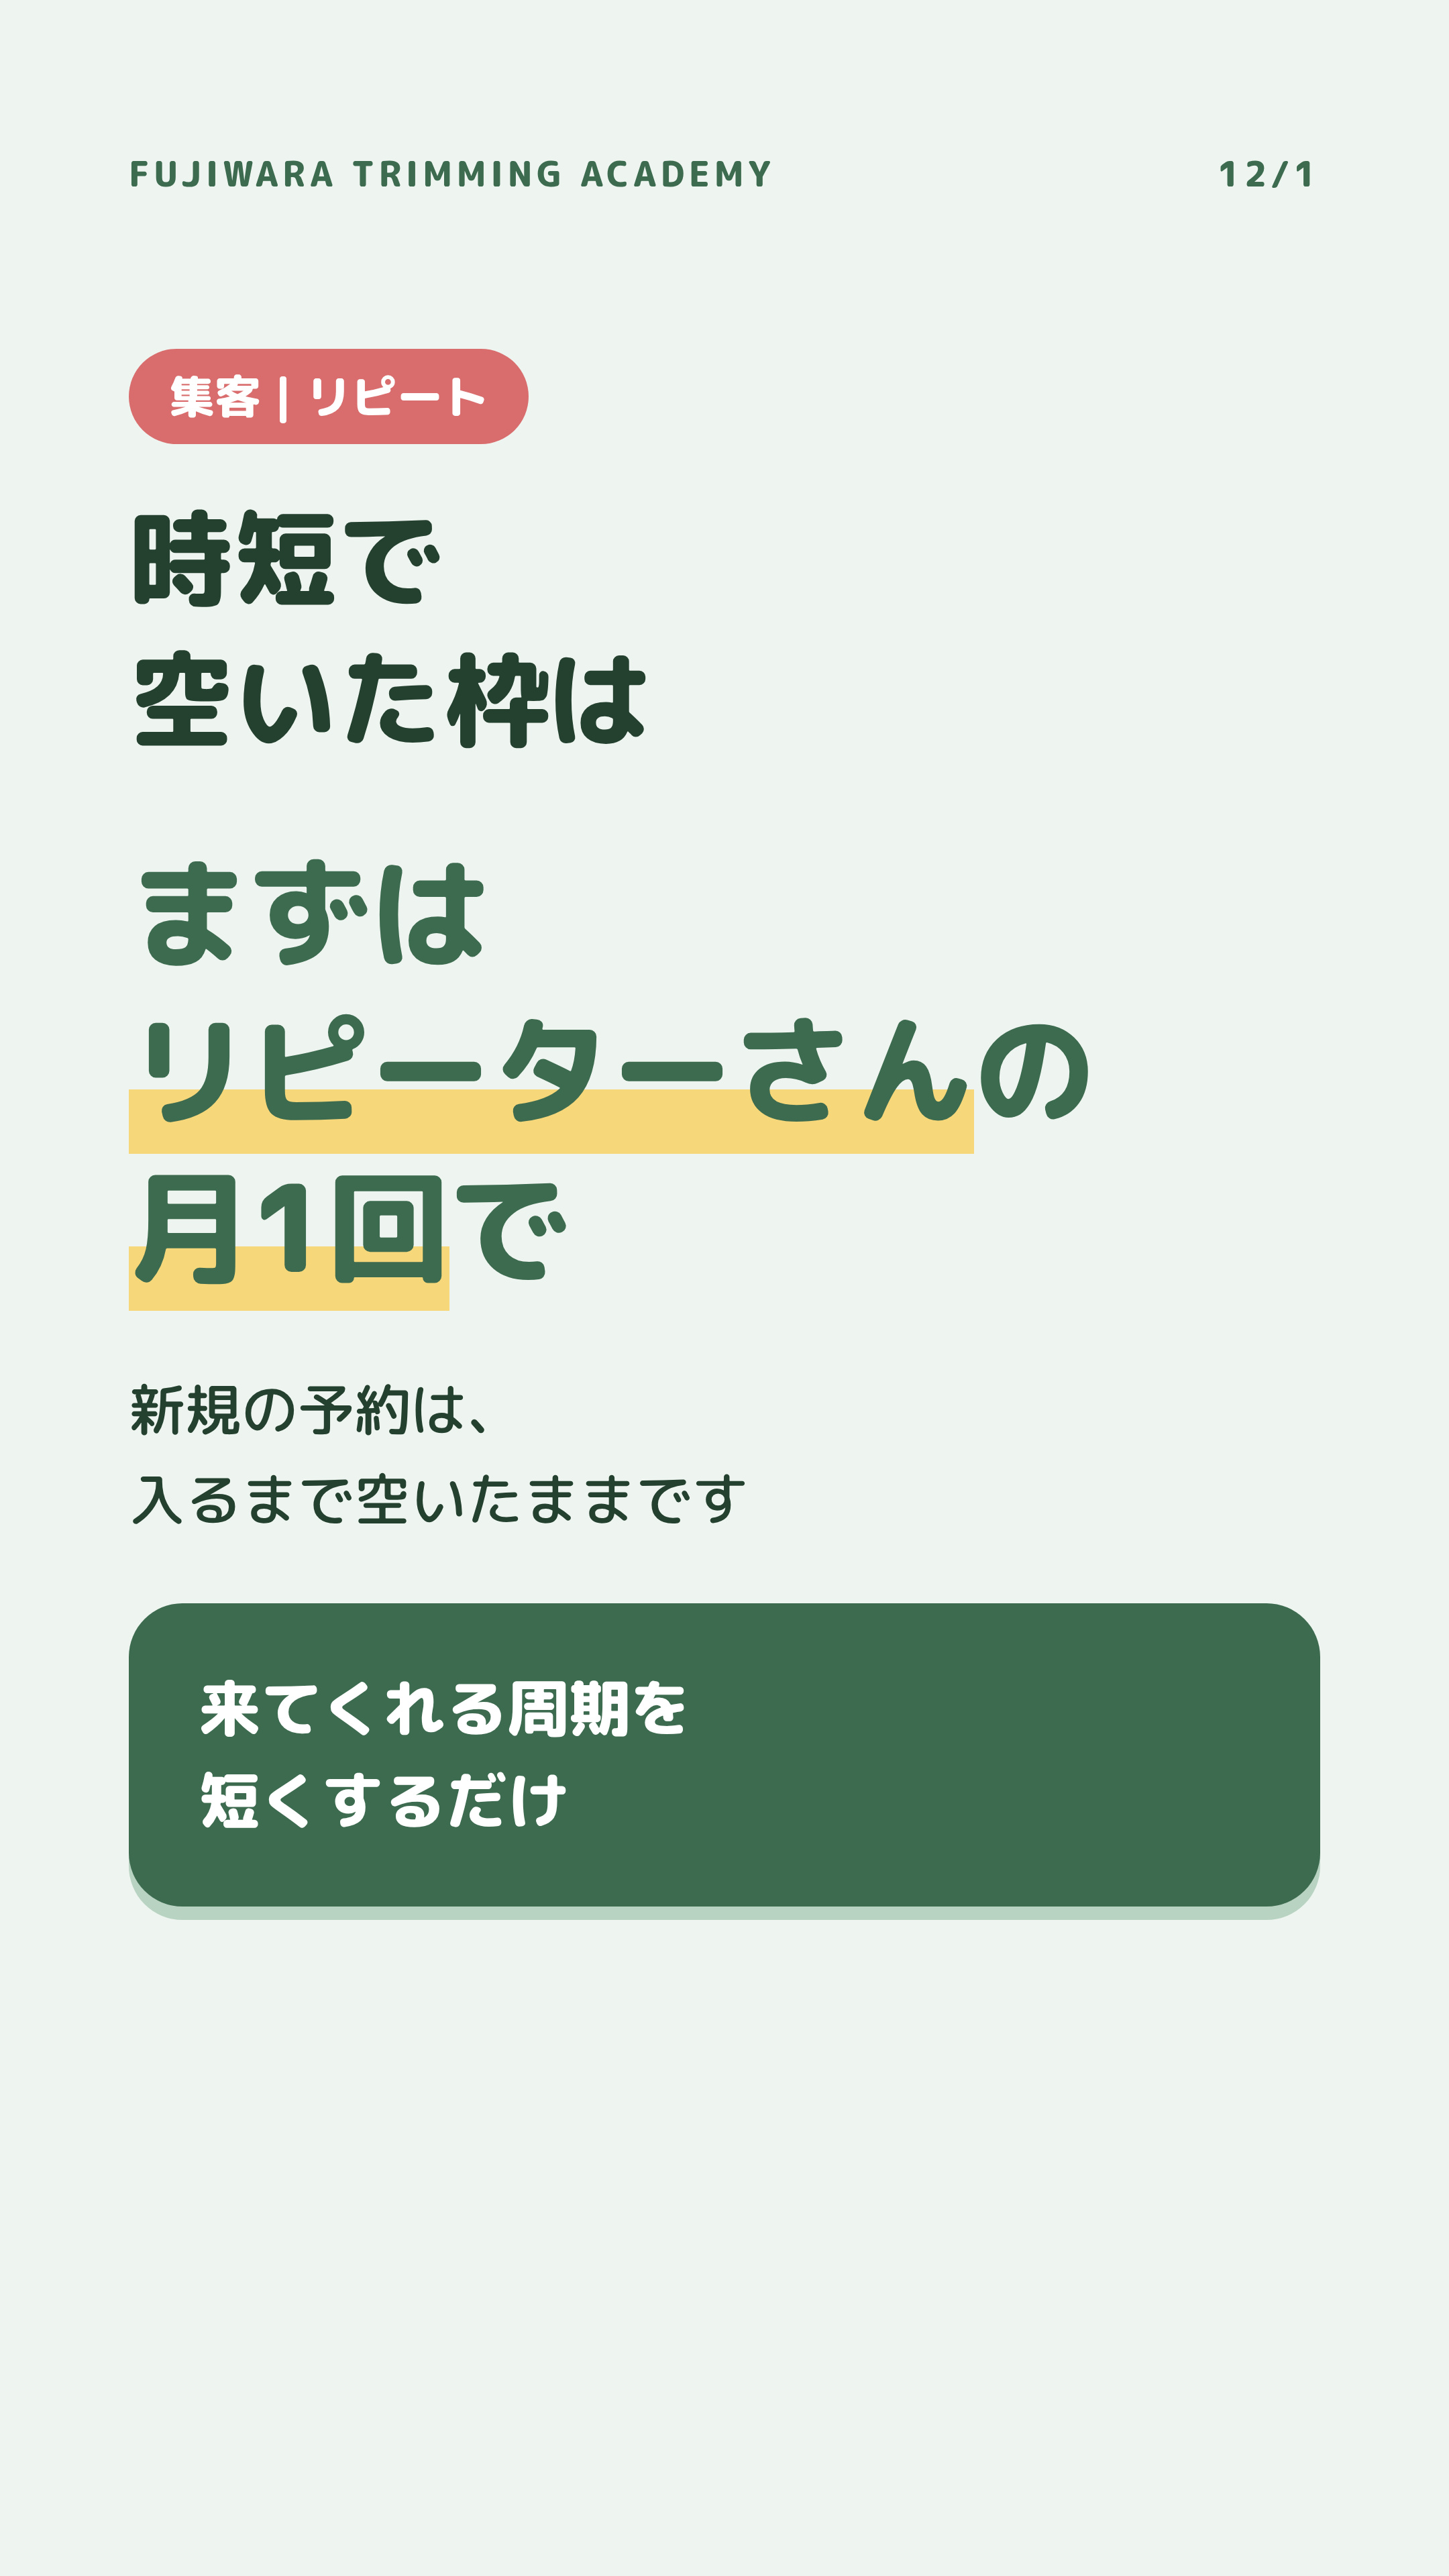 FUJIWARA TRIMMING ACADEMY
12/1
集客｜リピート
時短で
空いた枠は
まずは
リピーターさんの
月1回で
新規の予約は、
入るまで空いたままです
来てくれる周期を
短くするだけ